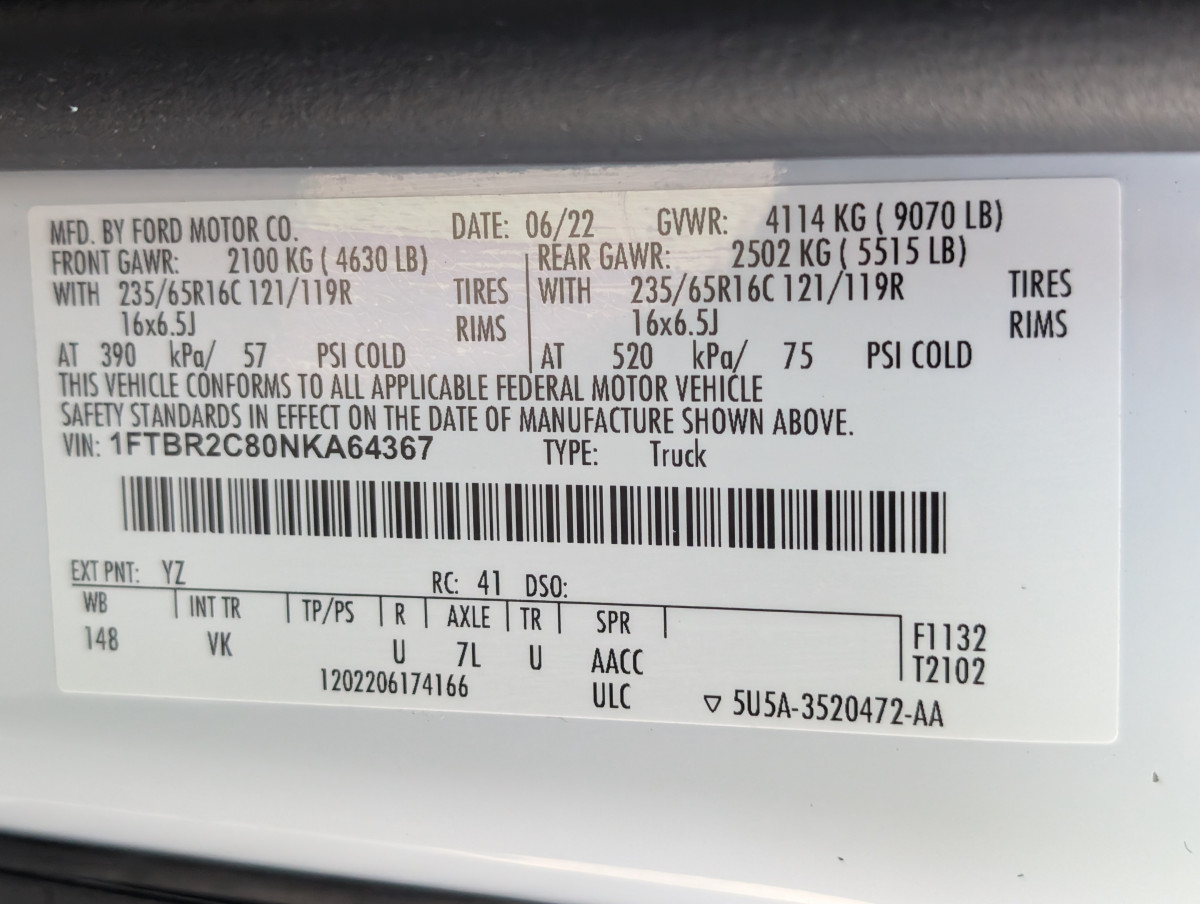 MFD. BY FORD MOTOR CO. DATE: 06/22 GVWR: 4114 KG ( 9070 LB)
FRONT GAWR: 2100 KG ( 4630 LB) REAR GAWR: 2502 KG ( 5515 LB)
WITH 235/65R16C 121/119R TIRES WITH 235/65R16C 121/119R TIRES
16x6.5J RIMS 16x6.5J RIMS
AT 390 kPa/ 57 PSI COLD AT 520 kPa/ 75 PSI COLD
THIS VEHICLE CONFORMS TO ALL APPLICABLE FEDERAL MOTOR VEHICLE
SAFETY STANDARDS IN EFFECT ON THE DATE OF MANUFACTURE SHOWN ABOVE.
VIN: 1FTBR2C80NKA64367 TYPE: Truck
EXT PNT: YZ RC: 41 DSO:
WB INT TR TP/PS R AXLE TR SPR F1132
148 VK U 7L U AACC T2102
1202206174166 ULC 5U5A-3520472-AA